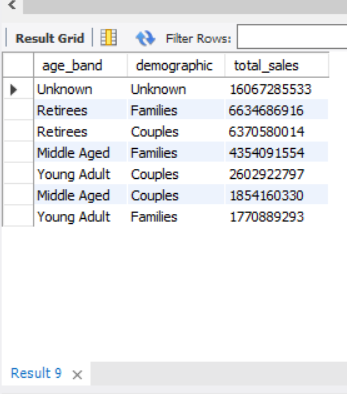 Result Grid Filter Rows:
age_band demographic total_sales
Unknown Unknown 16067285533
Retirees Families 6634686916
Retirees Couples 6370580014
Middle Aged Families 4354091554
Young Adult Couples 2602922797
Middle Aged Couples 1854160330
Young Adult Families 1770889293
Result 9